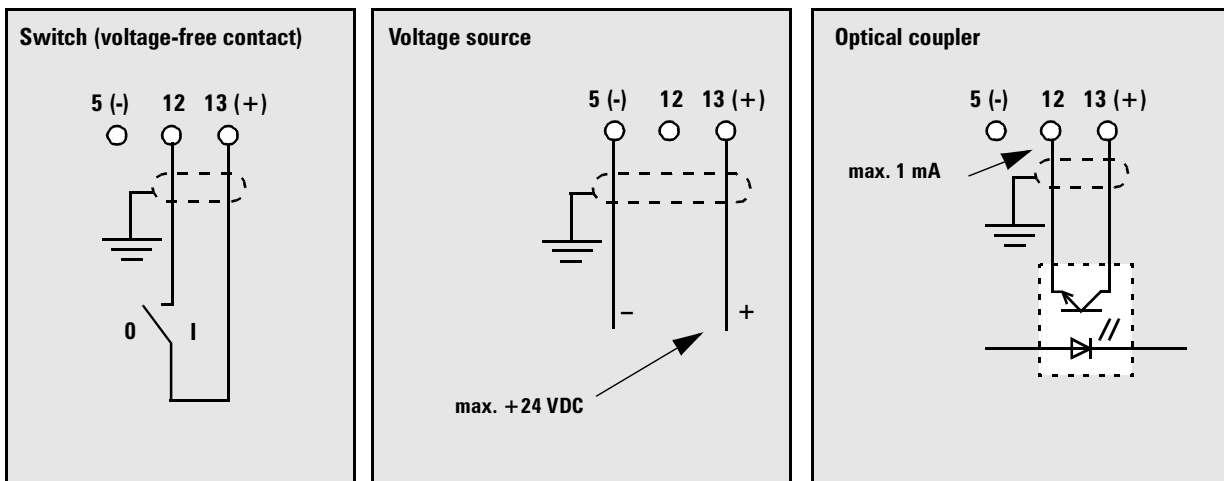 Switch (voltage-free contact)
5 (-) 12 13 (+)
0 I
Voltage source
5 (-) 12 13 (+)
– +
max. +24 VDC
Optical coupler
5 (-) 12 13 (+)
max. 1 mA